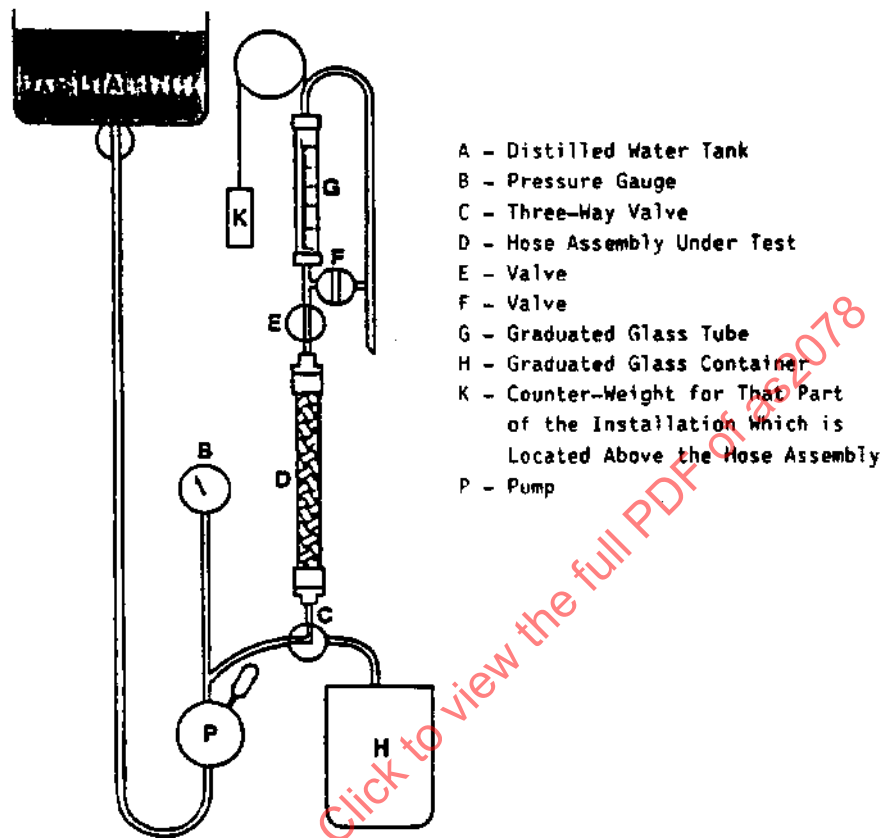 A
K
G
F
E
B
D
C
P
H
A – Distilled Water Tank
B – Pressure Gauge
C – Three-Way Valve
D – Hose Assembly Under Test
E – Valve
F – Valve
G – Graduated Glass Tube
H – Graduated Glass Container
K – Counter-Weight for That Part
of the Installation Which is
Located Above the Hose Assembly
P – Pump
Click to view the full PDF of as2078